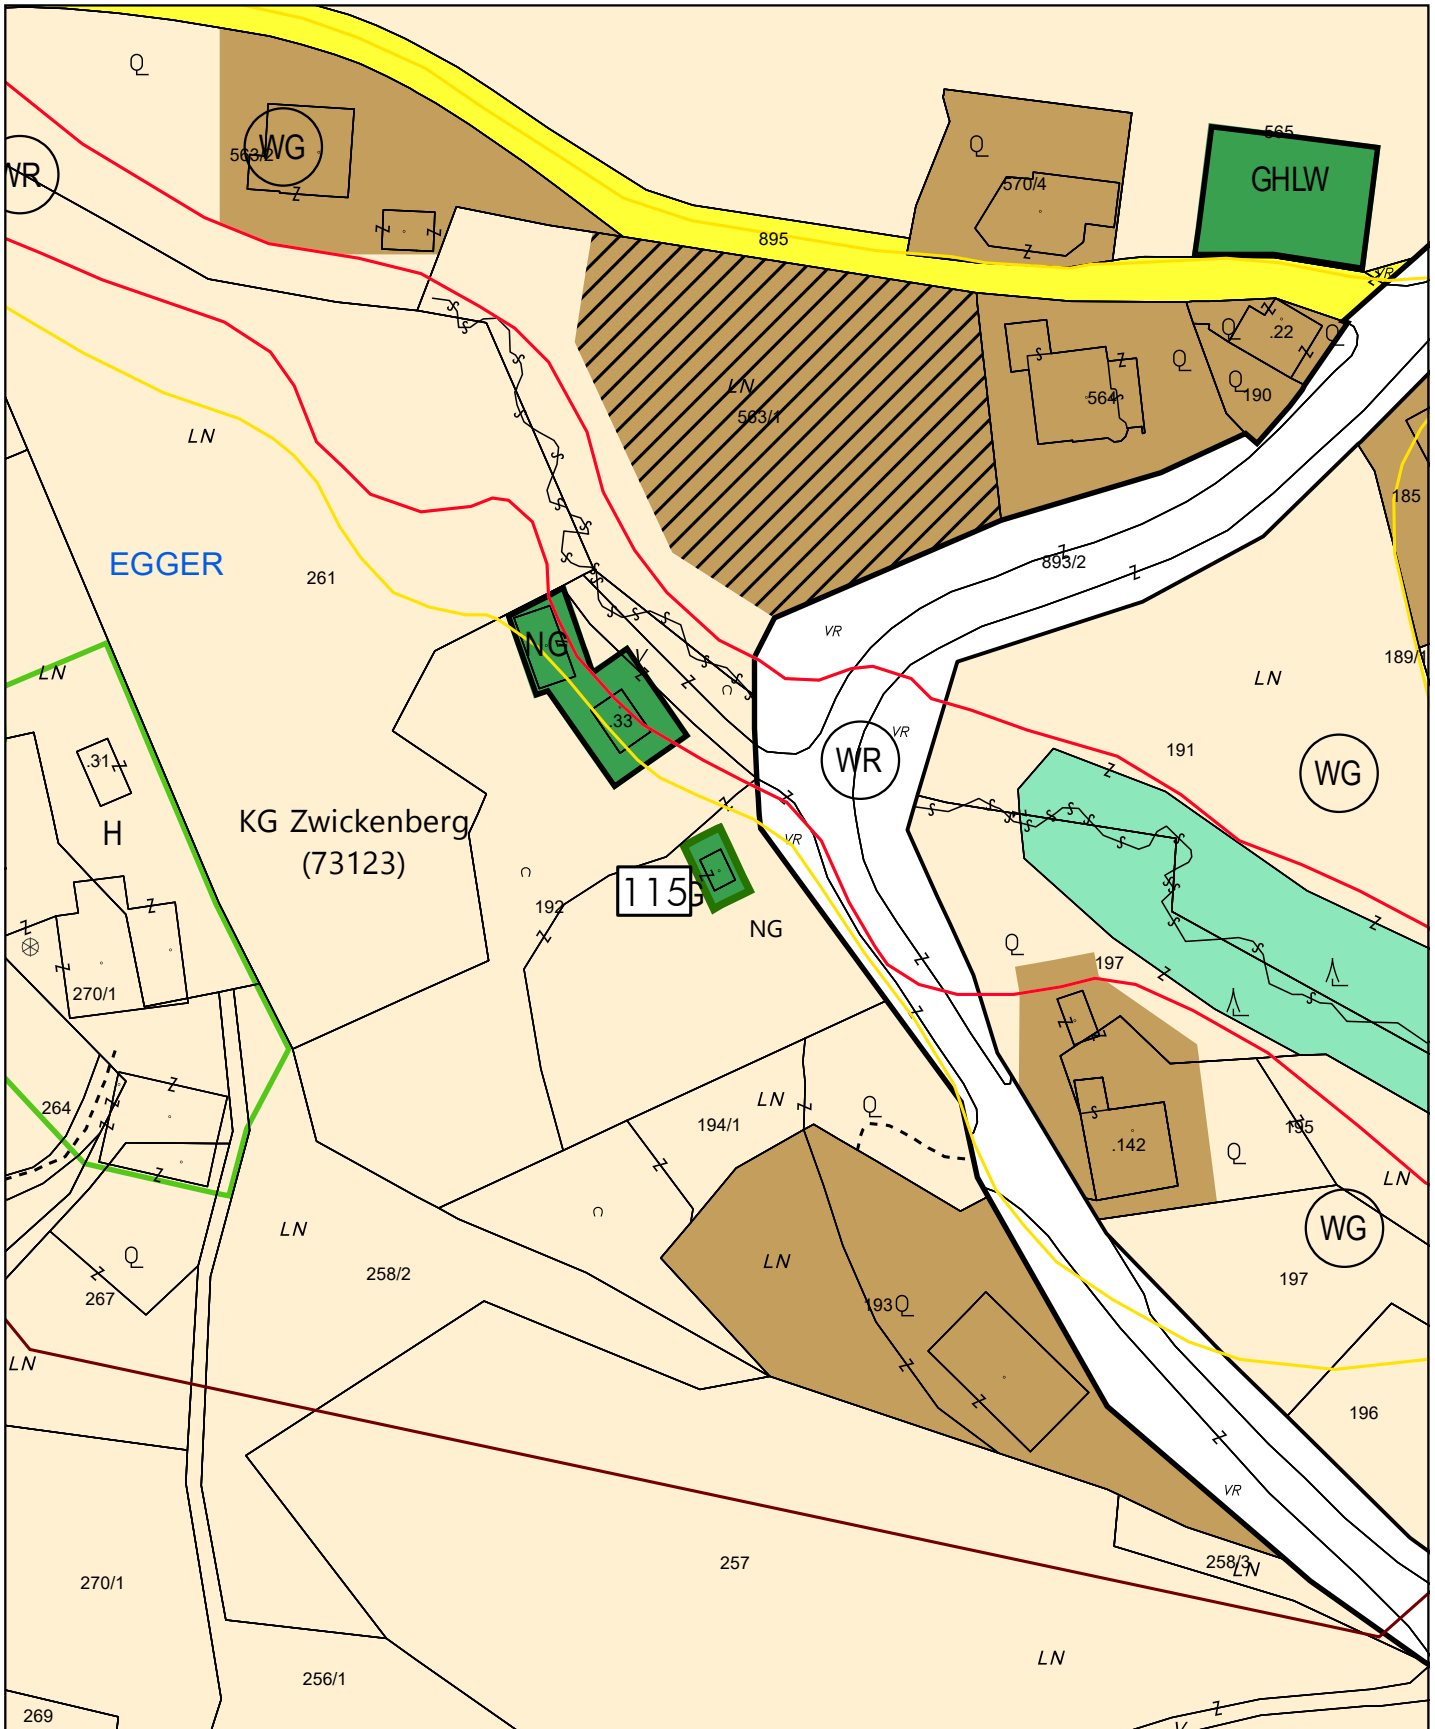 565
WG
563/2
WR
GHLW
570/4
895
VR
.22
LN
563/1
564
190
LN
185
893/2
EGGER
261
VR
NG
189/1
LN
LN
.33
VR
191
WR
WG
.31
H
KG Zwickenberg
(73123)
VR
115
192
NG
197
270/1
264
LN
194/1
195
.142
LN
LN
WG
LN
258/2
197
267
193
LN
196
VR
257
258/3
LN
270/1
LN
256/1
269